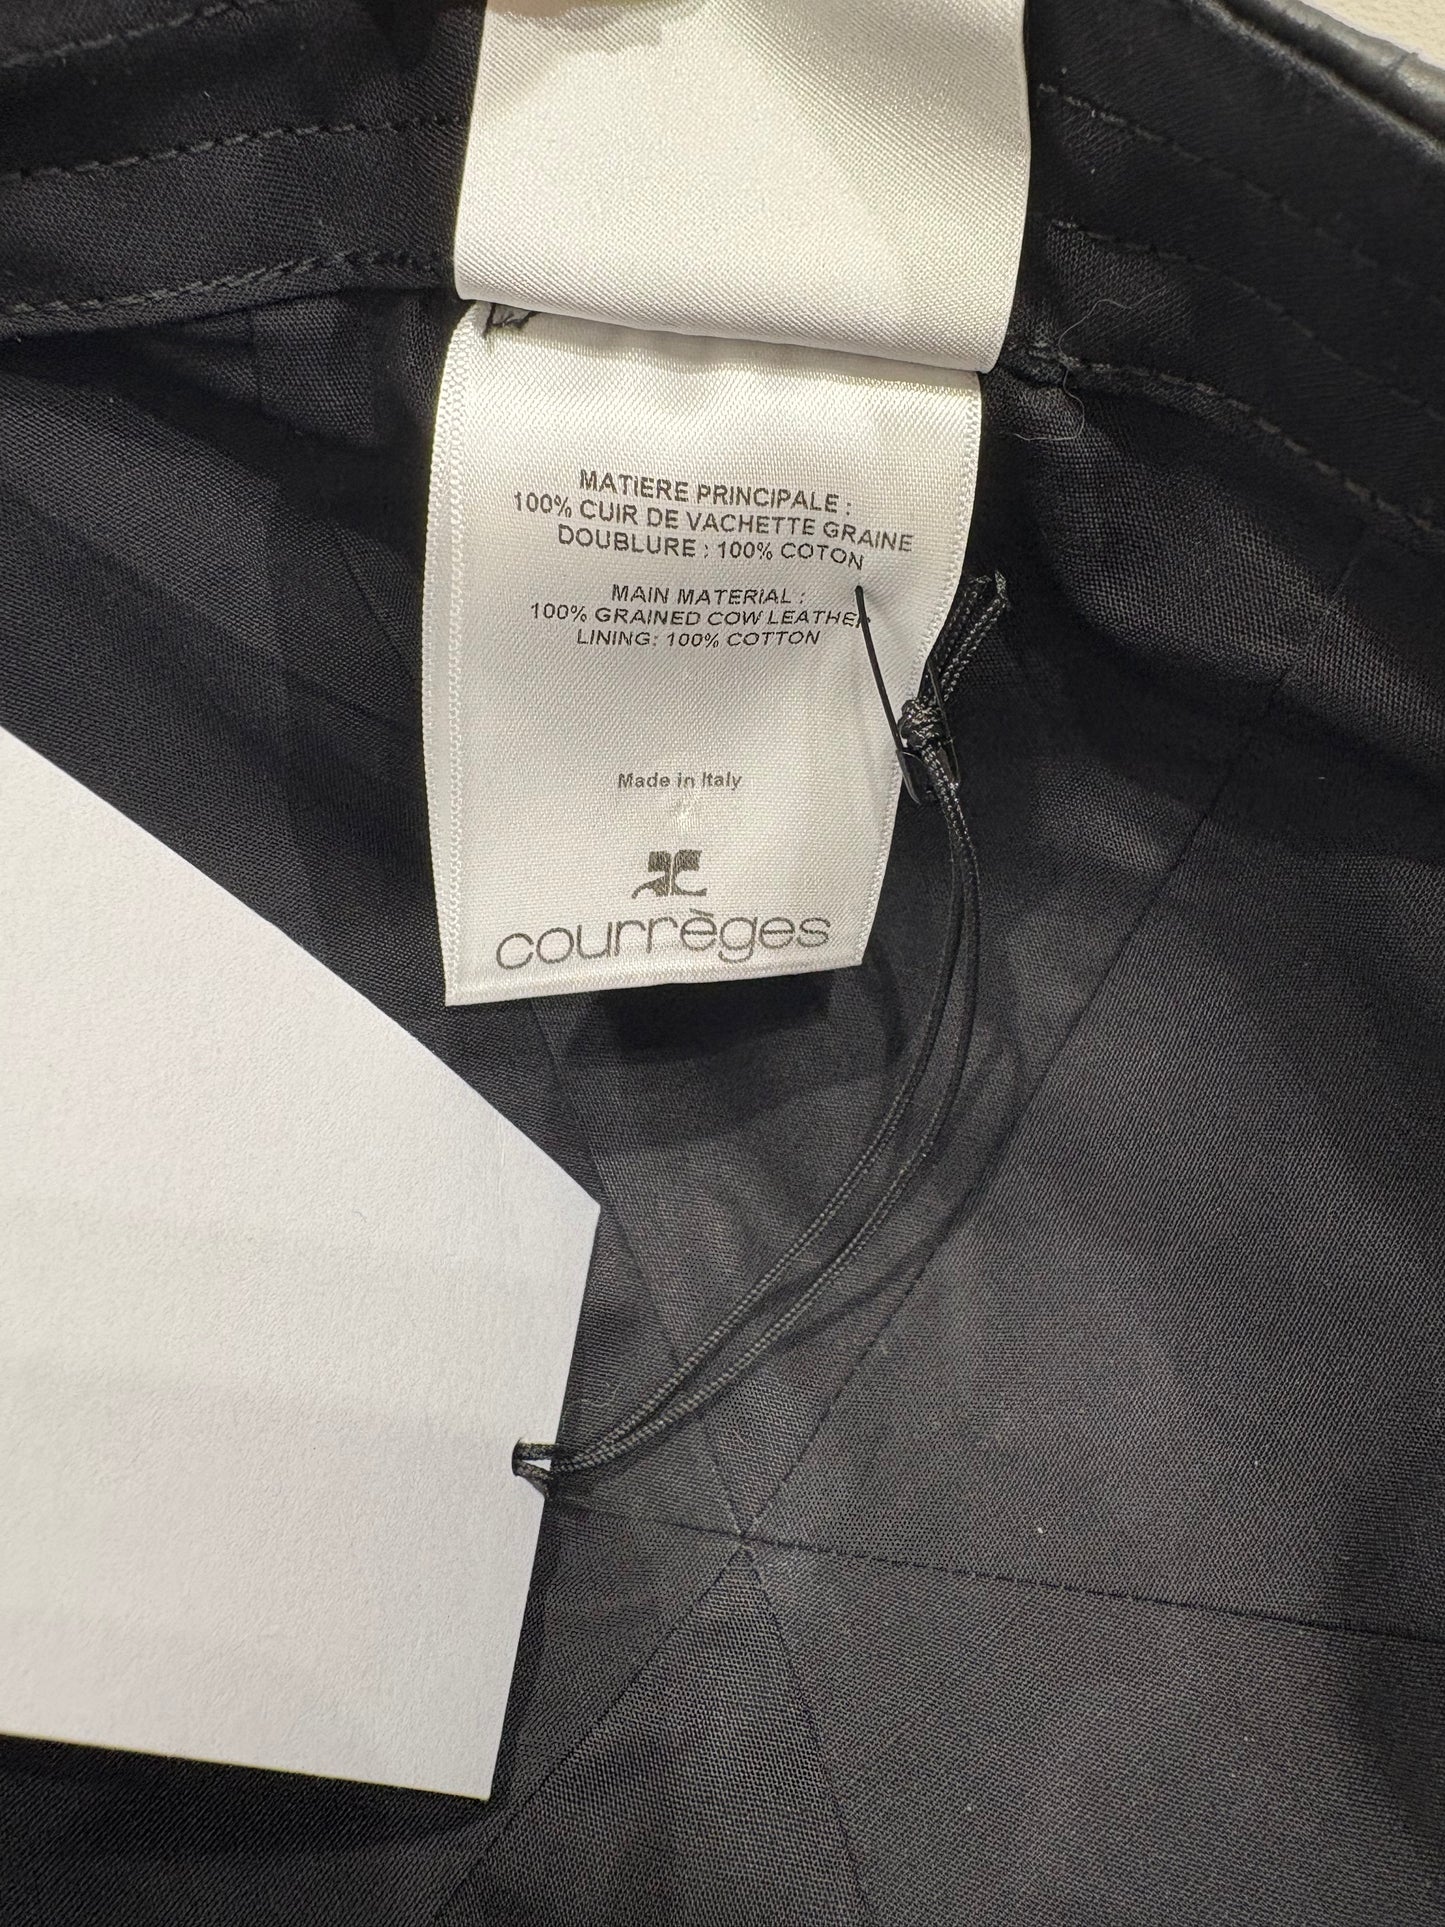 MATIERE PRINCIPALE :
100% CUIR DE VACHETTE GRAINE
DOUBLURE : 100% COTON
MAIN MATERIAL :
100% GRAINED COW LEATHER
LINING: 100% COTTON
Made in Italy
courrèges